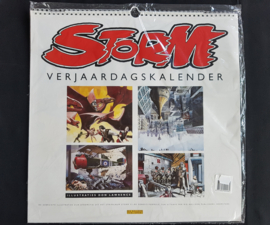 STORM
VERJAARDAGSKALENDER
ILLUSTRATIES DON LAWRENCE